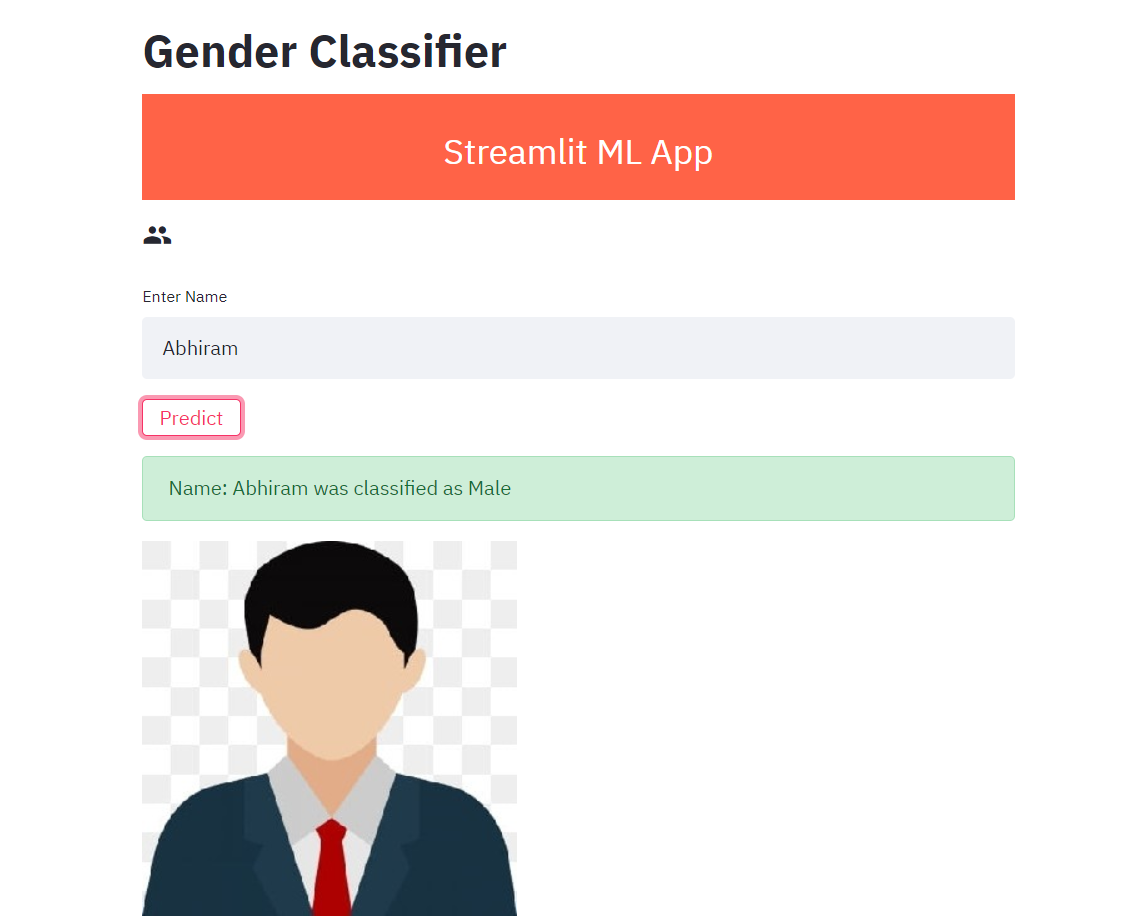 Gender Classifier
Streamlit ML App
Enter Name
Abhiram
Predict
Name: Abhiram was classified as Male